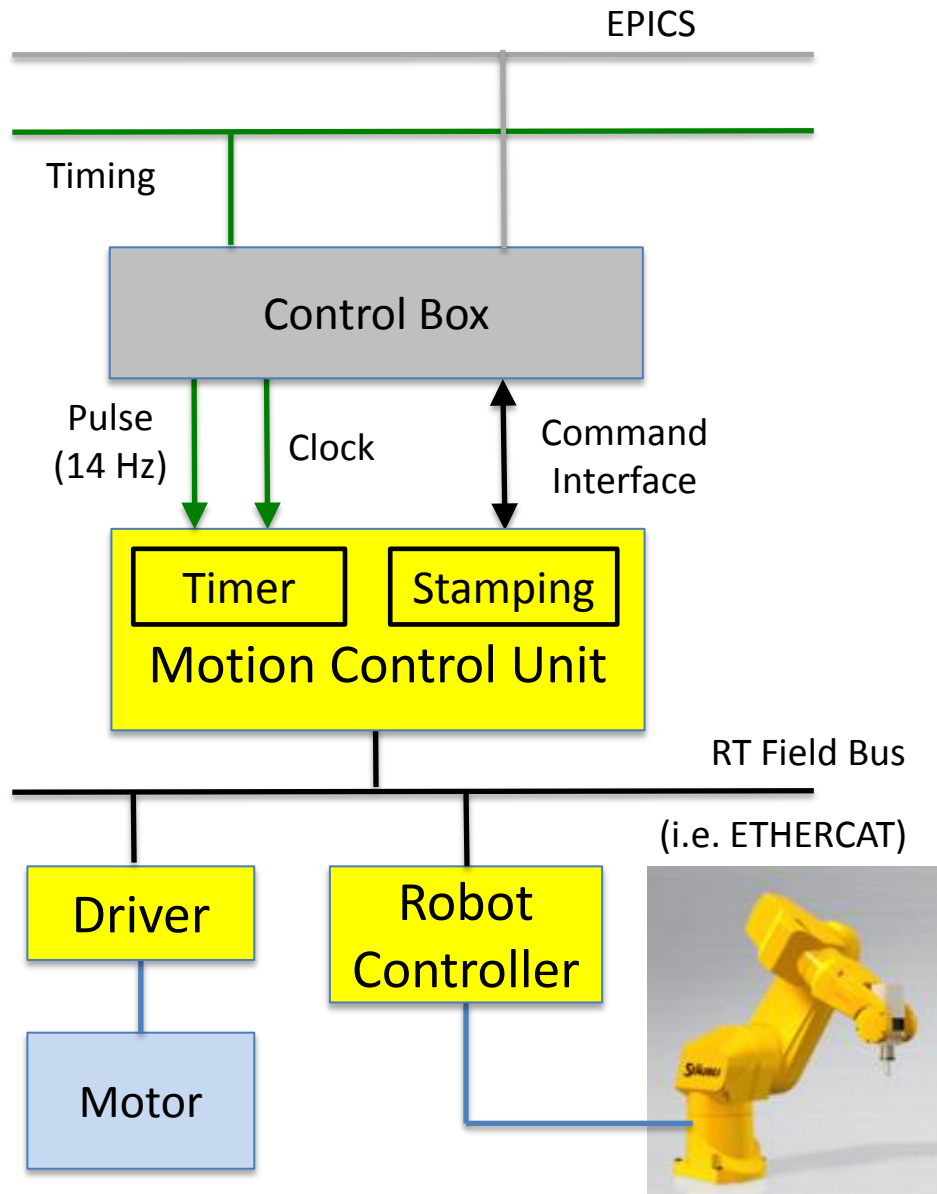 EPICS
Timing
Control Box
Pulse
(14 Hz)
Clock
Command
Interface
Timer
Stamping
Motion Control Unit
RT Field Bus
(i.e. ETHERCAT)
Driver
Robot
Controller
Motor
STÄUBLI